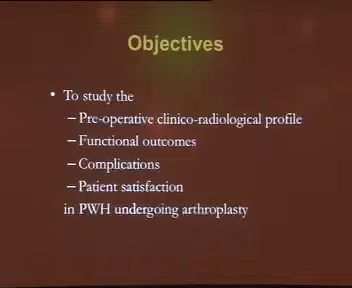 Objectives
• To study the
– Pre-operative clinico-radiological profile
– Functional outcomes
– Complications
– Patient satisfaction
in PWH undergoing arthroplasty